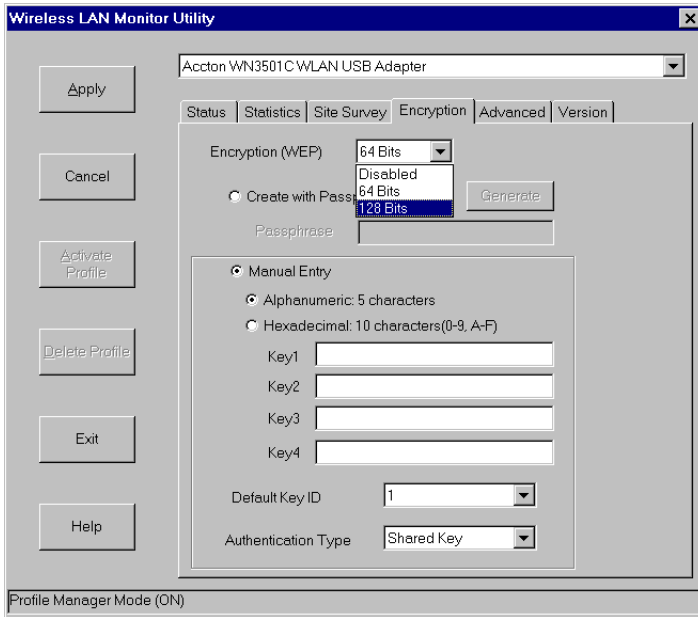 Wireless LAN Monitor Utility
Accton WN3501C WLAN USB Adapter
Apply
Cancel
Activate
Profile
Delete Profile
Exit
Help
Status
Statistics
Site Survey
Encryption
Advanced
Version
Encryption (WEP)
64 Bits
Disabled
64 Bits
128 Bits
Create with Passp
Generate
Passphrase
Manual Entry
Alphanumeric: 5 characters
Hexadecimal: 10 characters(0-9, A-F)
Key1
Key2
Key3
Key4
Default Key ID
1
Authentication Type
Shared Key
Profile Manager Mode (ON)